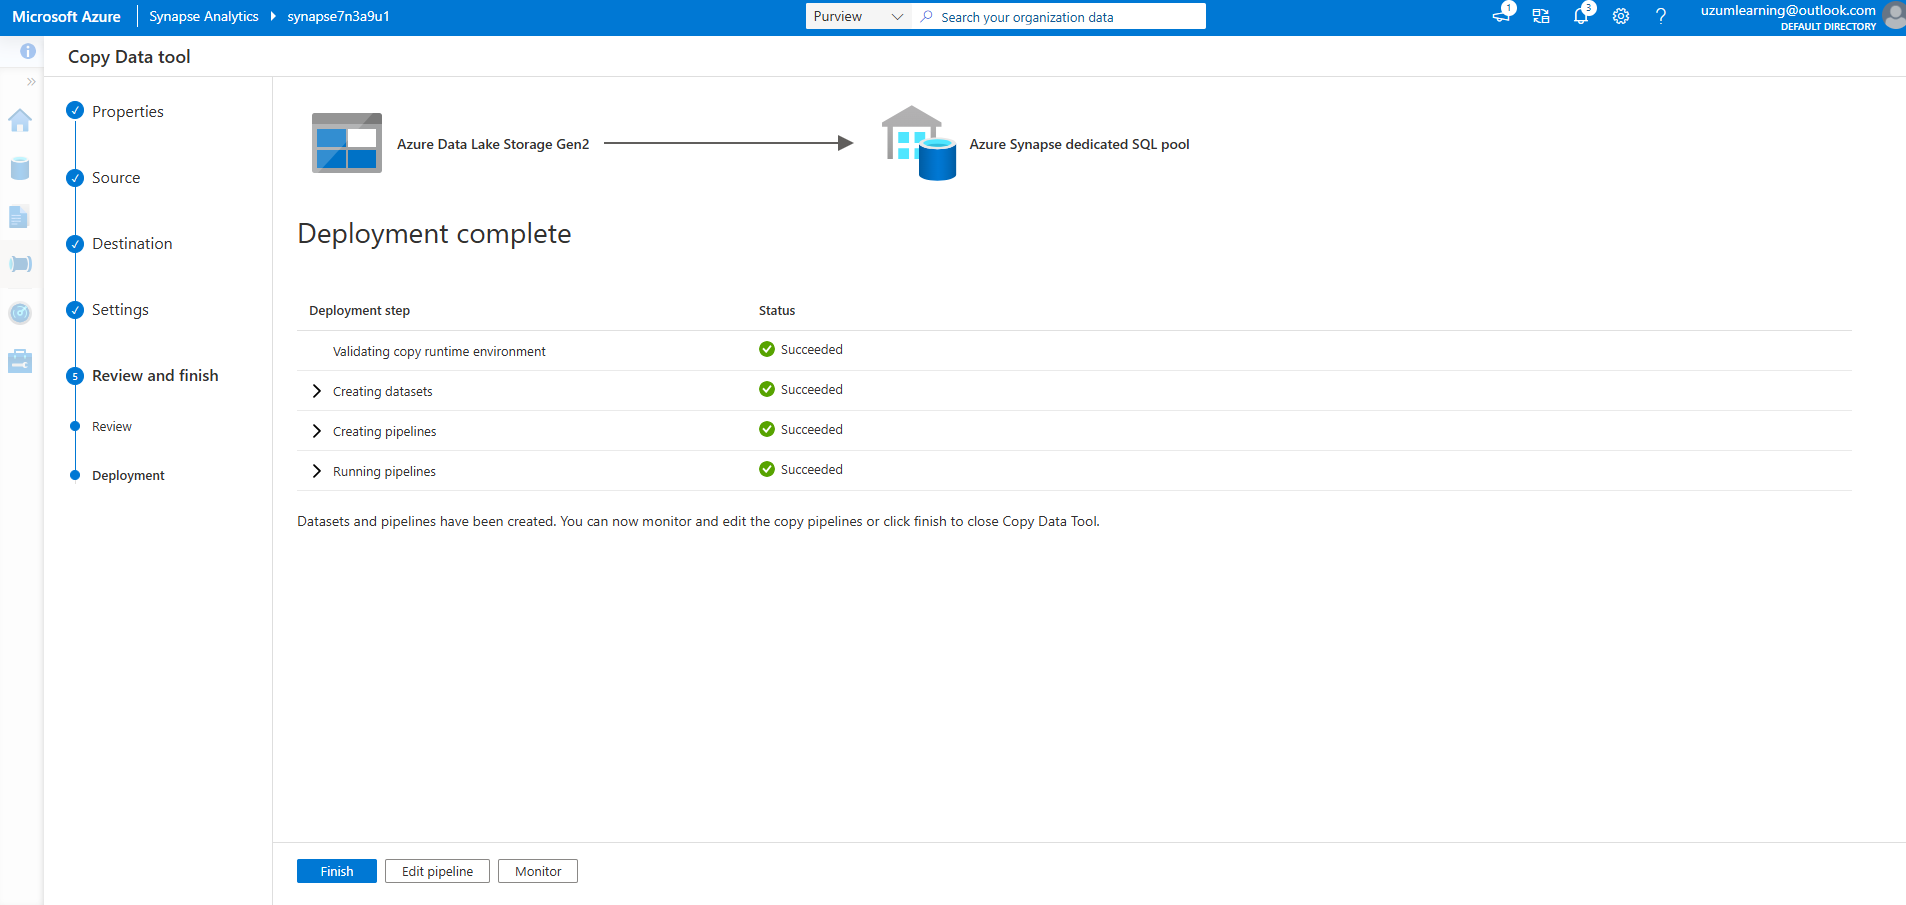 Microsoft Azure
Synapse Analytics
synapse7n3a9u1
Purview
Search your organization data
1
3
?
uzumlearning@outlook.com
DEFAULT DIRECTORY
Copy Data tool
Properties
Source
Destination
Settings
5
Review and finish
Review
Deployment
Azure Data Lake Storage Gen2
Azure Synapse dedicated SQL pool
Deployment complete
Deployment step
Status
Validating copy runtime environment
Succeeded
Creating datasets
Succeeded
Creating pipelines
Succeeded
Running pipelines
Succeeded
Datasets and pipelines have been created. You can now monitor and edit the copy pipelines or click finish to close Copy Data Tool.
Finish
Edit pipeline
Monitor